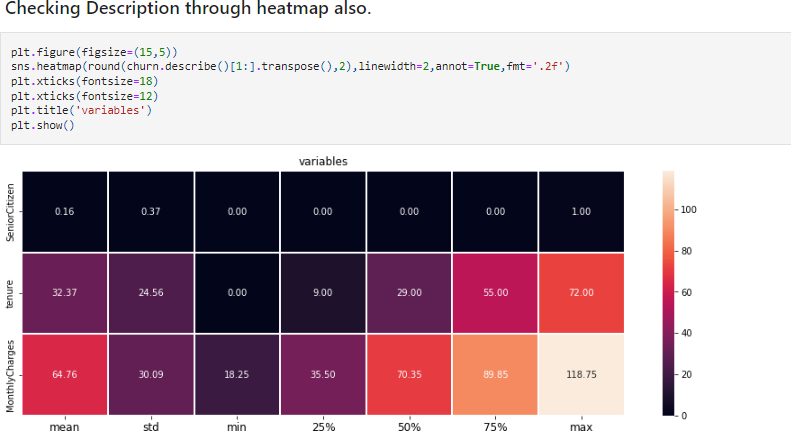 Checking Description through heatmap also.
plt.figure(figsize=(15,5))
sns.heatmap(round(churn.describe()[1:].transpose(),2),linewidth=2,annot=True,fmt='.2f')
plt.xticks(fontsize=18)
plt.xticks(fontsize=12)
plt.title('variables')
plt.show()
variables
SeniorCitizen 0.16 0.37 0.00 0.00 0.00 0.00 1.00
tenure 32.37 24.56 0.00 9.00 29.00 55.00 72.00
MonthlyCharges 64.76 30.09 18.25 35.50 70.35 89.85 118.75
mean std min 25% 50% 75% max
100
80
60
40
20
0